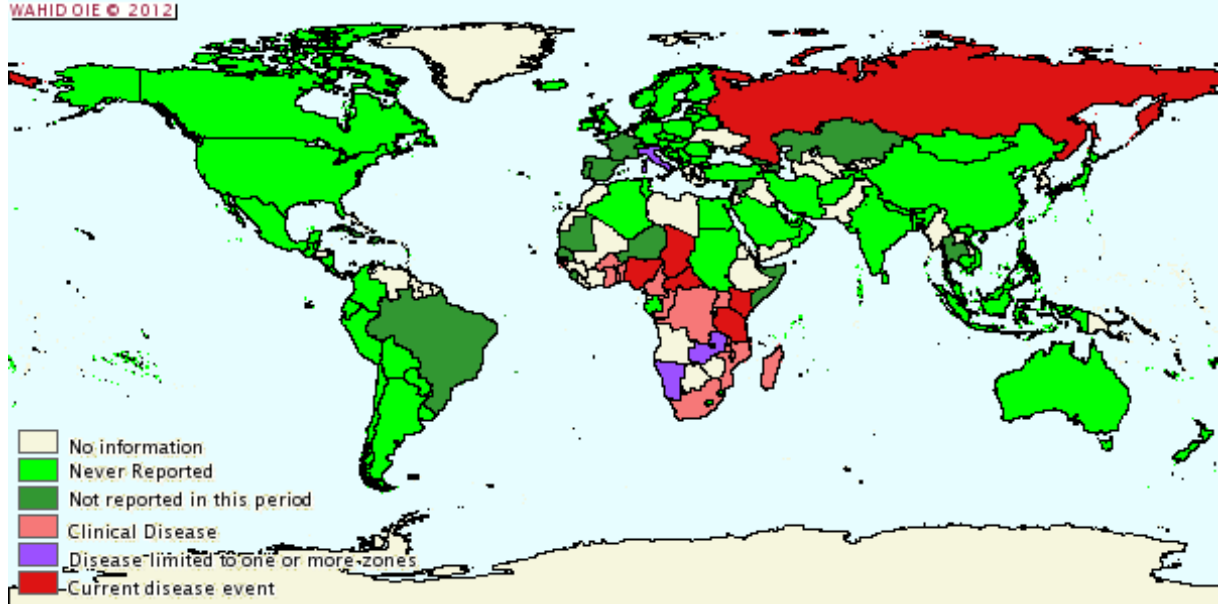 WAHID OIE © 2012
No information
Never Reported
Not reported in this period
Clinical Disease
Disease limited to one or more zones
Current disease event